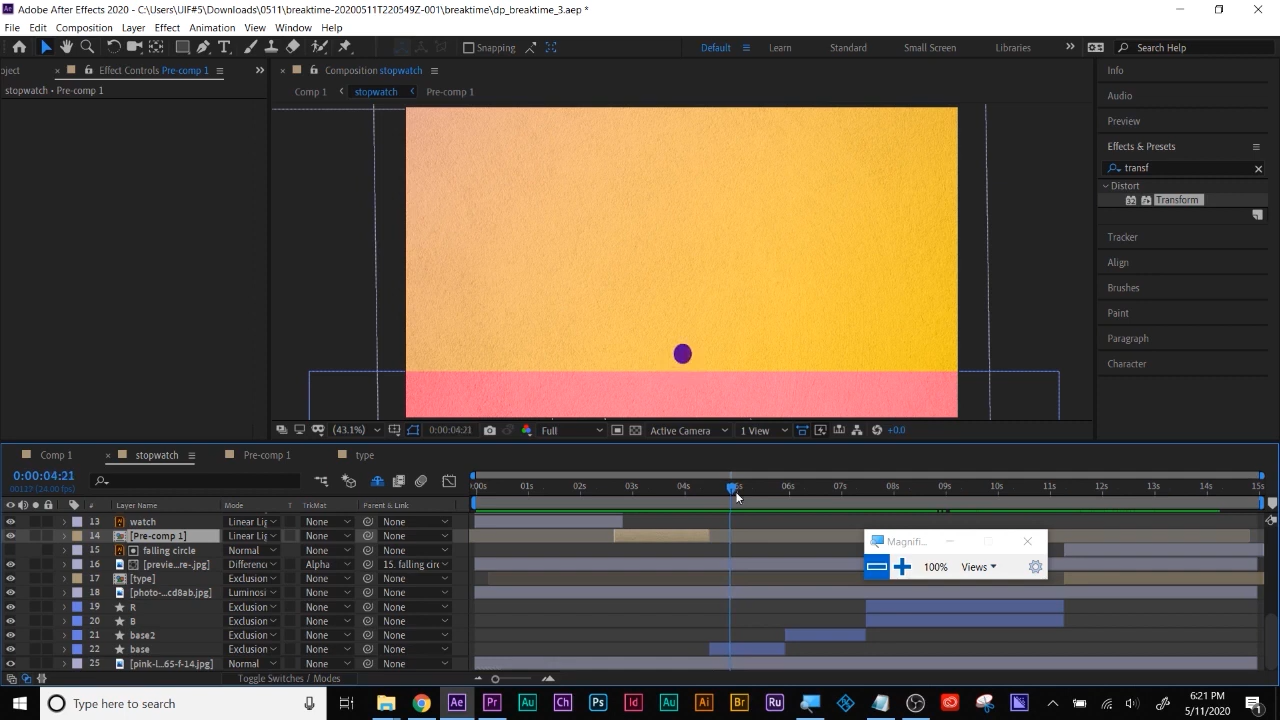 Adobe After Effects 2020 - C:\Users\UIF#5\Downloads\0511\breaktime-20200511T220549Z-001\breaktime\dp_breaktime_3.aep *
File Edit Composition Layer Effect Animation View Window Help
Snapping Default Learn Standard Small Screen Libraries Search Help
oject Effect Controls Pre-comp 1 Composition stopwatch Info
stopwatch • Pre-comp 1 Comp 1 stopwatch Pre-comp 1
Audio
Preview
Effects & Presets
transf
Distort
Transform
Tracker
Align
Brushes
Paint
Paragraph
Character
(43.1%) 0:00:04:21 Full Active Camera 1 View +0.0
Comp 1 stopwatch Pre-comp 1 type
0:00:04:21
00:00s 01s 02s 03s 04s 05s 06s 07s 08s 09s 10s 11s 12s 13s 14s 15s
# Layer Name Mode T TrkMat Parent & Link
13 watch Linear Lig None None
14 [Pre-comp 1] Linear Lig None None
15 falling circle Normal None None
16 [previe...re-.jpg] Difference Alpha 15. falling circ
17 [type] Exclusion None None
18 [photo-...cd8ab.jpg] Luminosi None None
19 R Exclusion None None
20 B Exclusion None None
21 base2 Exclusion None None
22 base Exclusion None None
25 [pink-l...65-f-14.jpg] Normal None None
Toggle Switches / Modes
Magnifi...
100% Views
Type here to search
6:21 PM
5/11/2020